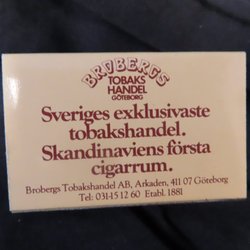 BROBERGS
TOBAKS
HANDEL
GÖTEBORG
Sveriges exklusivaste
tobakshandel.
Skandinaviens första
cigarrum.
Brobergs Tobakshandel AB, Arkaden, 411 07 Göteborg
Tel: 031-15 12 60 Etabl. 1881